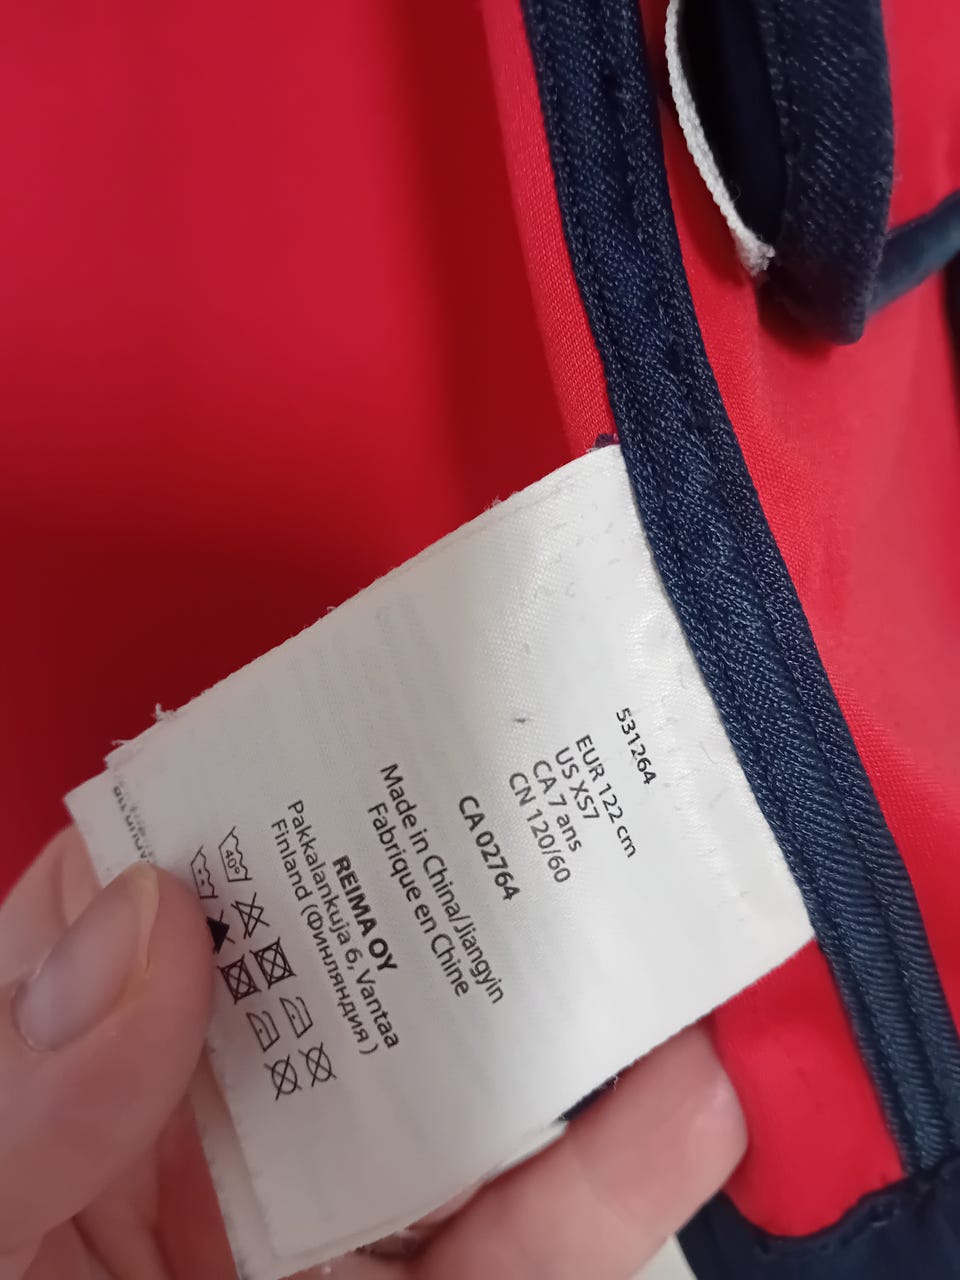 531264
EUR 122 cm
US XS7
CA 7 ans
CN 120/60
CA 02764
Made in China/Jiangyin
Fabrique en Chine
REIMA OY
Pakkalankuja 6, Vantaa
Finland (Финляндия)
40°